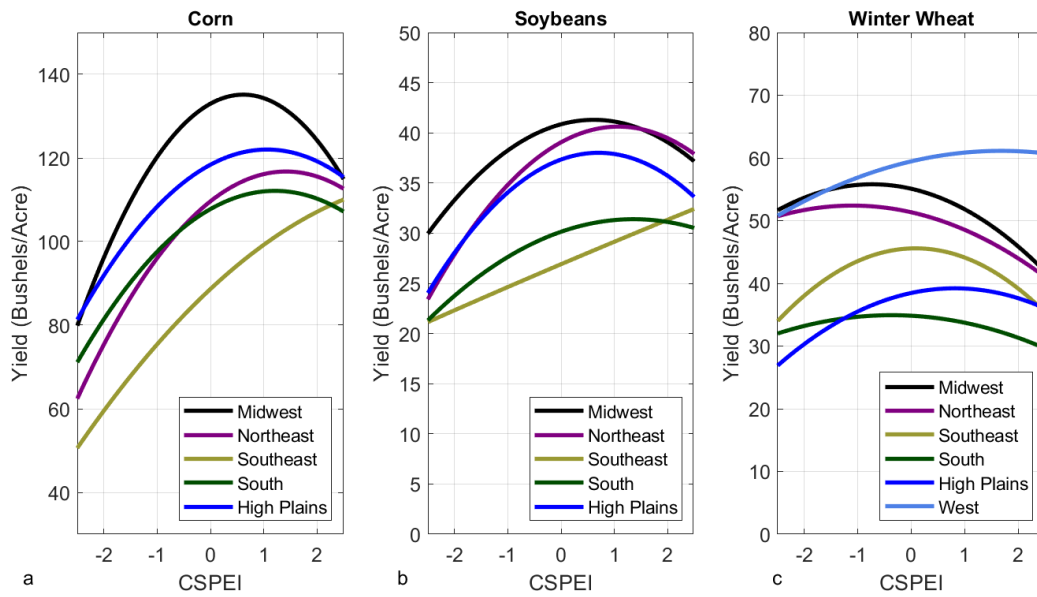 Corn
Yield (Bushels/Acre)
140
120
100
80
60
40
-2 -1 0 1 2
CSPEI
Midwest
Northeast
Southeast
South
High Plains
a
Soybeans
Yield (Bushels/Acre)
50
45
40
35
30
25
20
15
10
5
0
-2 -1 0 1 2
CSPEI
Midwest
Northeast
Southeast
South
High Plains
b
Winter Wheat
Yield (Bushels/Acre)
80
70
60
50
40
30
20
10
0
-2 -1 0 1 2
CSPEI
Midwest
Northeast
Southeast
South
High Plains
West
c